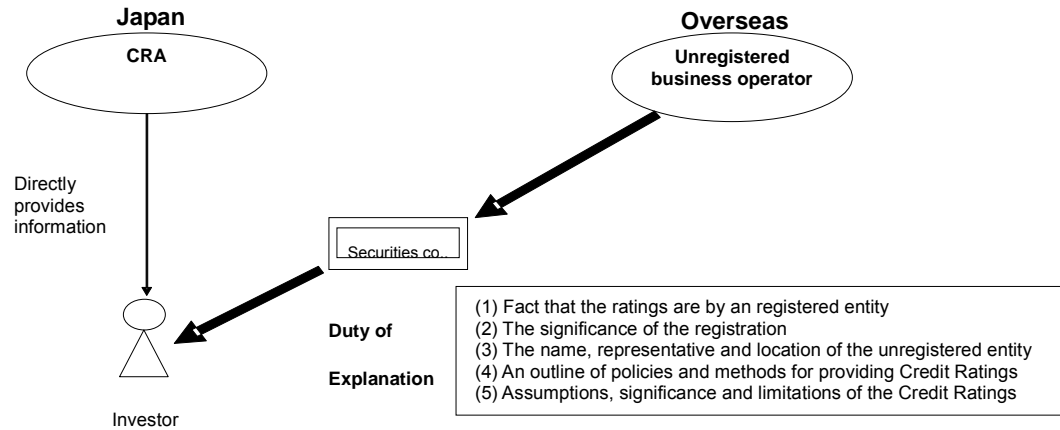 Japan
Overseas
CRA
Unregistered
business operator
Directly
provides
information
Securities co..
Duty of
Explanation
(1) Fact that the ratings are by an registered entity
(2) The significance of the registration
(3) The name, representative and location of the unregistered entity
(4) An outline of policies and methods for providing Credit Ratings
(5) Assumptions, significance and limitations of the Credit Ratings
Investor